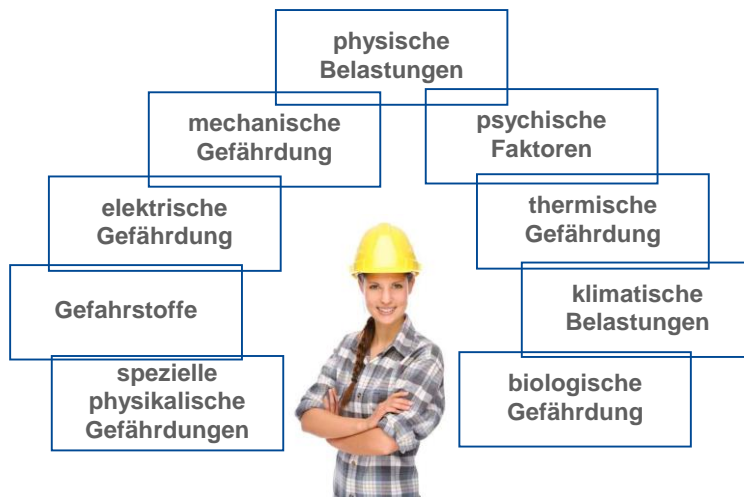 physische
Belastungen
mechanische
Gefährdung
psychische
Faktoren
elektrische
Gefährdung
thermische
Gefährdung
Gefahrstoffe
klimatische
Belastungen
spezielle
physikalische
Gefährdungen
biologische
Gefährdung